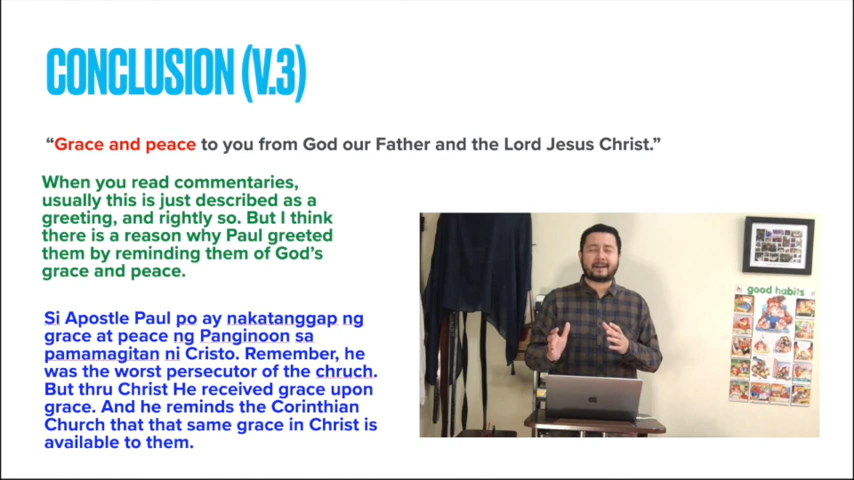 CONCLUSION (V.3)
“Grace and peace to you from God our Father and the Lord Jesus Christ.”
When you read commentaries,
usually this is just described as a
greeting, and rightly so. But I think
there is a reason why Paul greeted
them by reminding them of God’s
grace and peace.
Si Apostle Paul po ay nakatanggap ng
grace at peace ng Panginoon sa
pamamagitan ni Cristo. Remember, he
was the worst persecutor of the chruch.
But thru Christ He received grace upon
grace. And he reminds the Corinthian
Church that that same grace in Christ is
available to them.
good habits